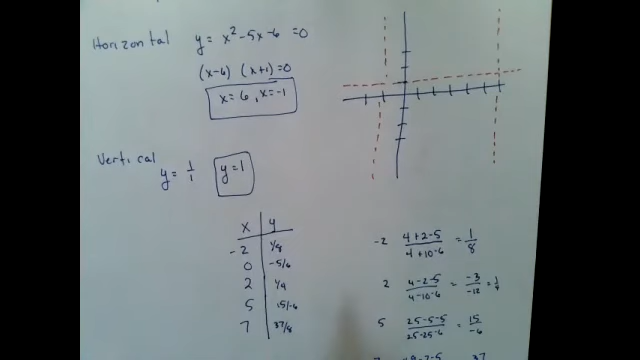 Horizontal y = x² - 5x - 6 = 0
(x-6) (x+1) = 0
x = 6, x = -1
Vertical
y = 1/1 y = 1
x y
-2 1/8
0 -5/6
2 1/4
5 15/-6
7 37/8
-2 4+2-5 / 4+10-6 = 1/8
2 4-2-5 / 4-10-6 = -3/-12 = 1/4
5 25-5-5 / 25-25-6 = 15/-6
49-7-5 37